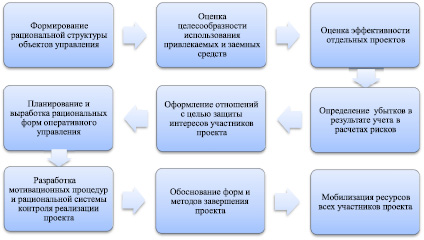 Формирование
рациональной структуры
объектов управления
Оценка
целесообразности
использования
привлекаемых и заемных
средств
Оценка эффективности
отдельных проектов
Определение убытков в
результате учета в
расчетах рисков
Оформление отношений
с целью защиты
интересов участников
проекта
Планирование и
выработка рациональных
форм оперативного
управления
Разработка
мотивационных процедур
и рациональной системы
контроля реализации
проекта
Обоснование форм и
методов завершения
проекта
Мобилизация ресурсов
всех участников проекта